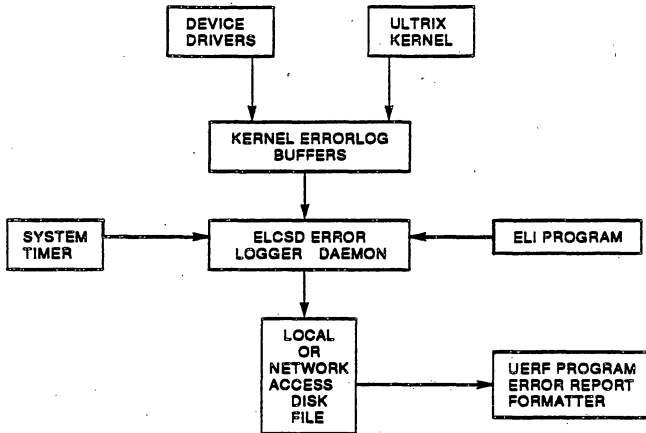 DEVICE
DRIVERS
ULTRIX
KERNEL
KERNEL ERRORLOG
BUFFERS
SYSTEM
TIMER
ELCSD ERROR
LOGGER DAEMON
ELI PROGRAM
LOCAL
OR
NETWORK
ACCESS
DISK
FILE
UERF PROGRAM
ERROR REPORT
FORMATTER